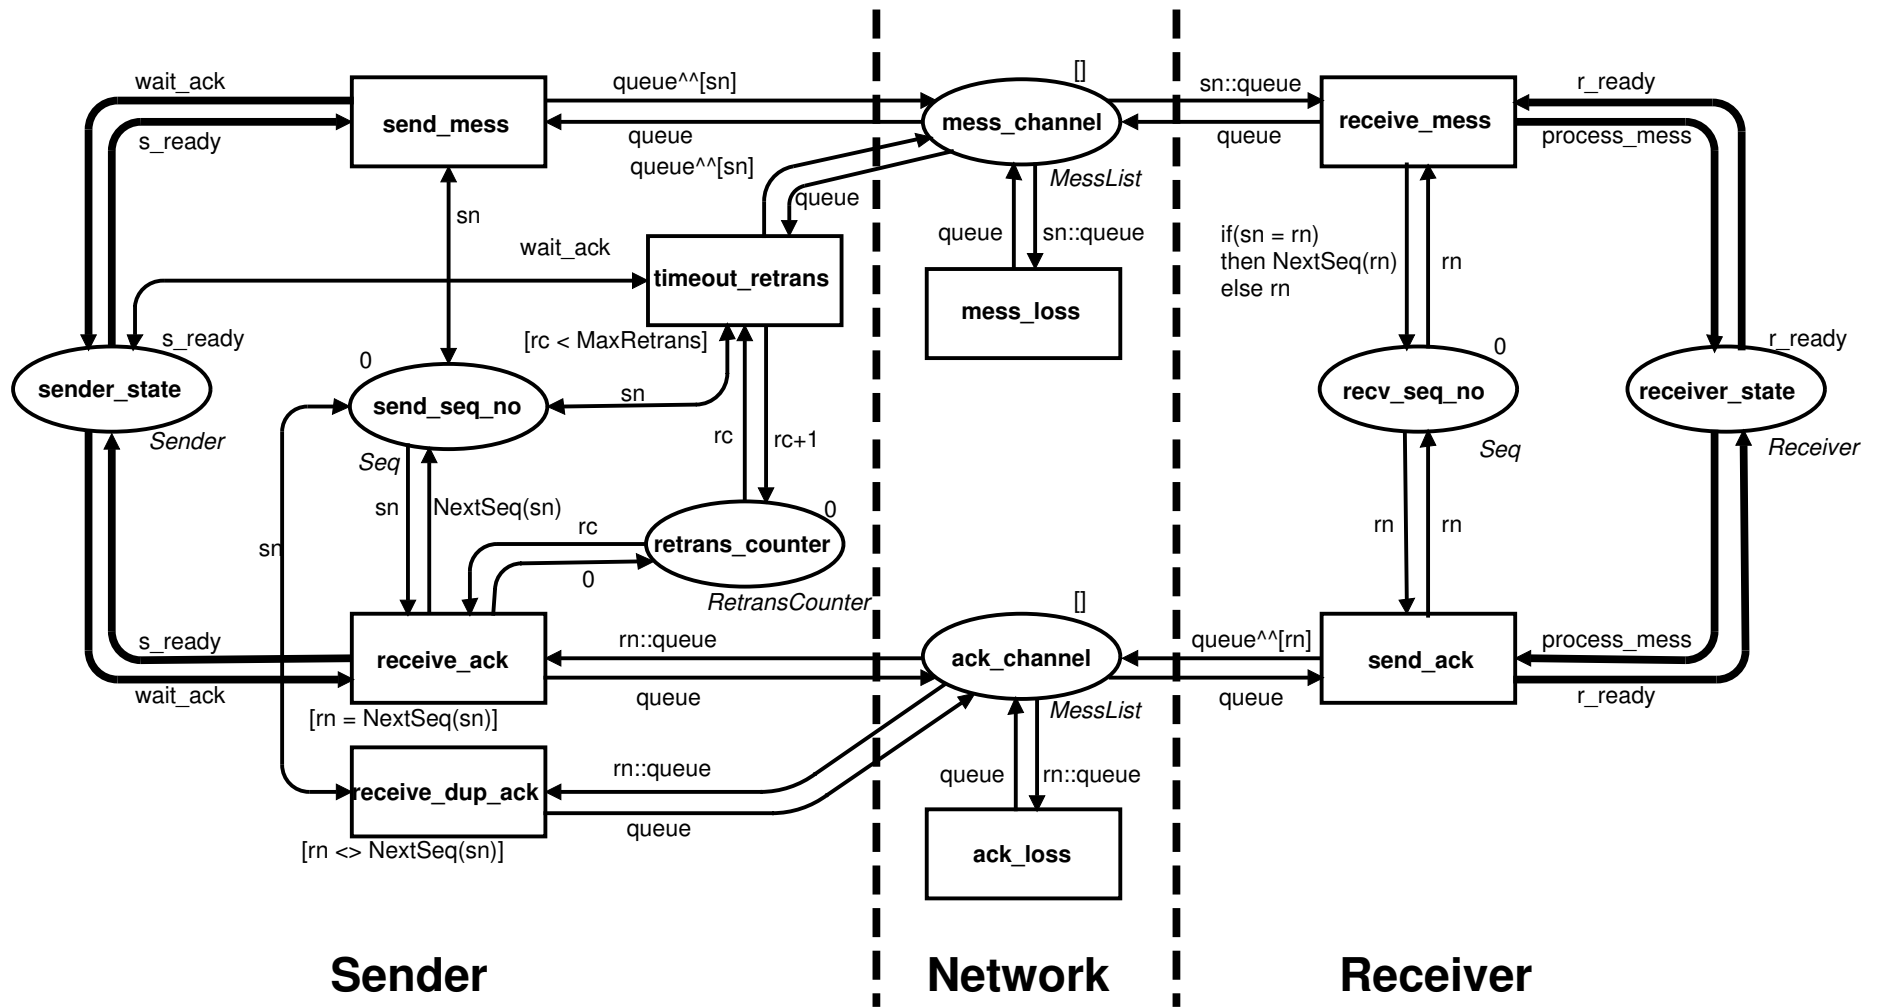 []
wait_ack
queue^^[sn]
sn::queue
r_ready
send_mess
mess_channel
receive_mess
s_ready
queue
queue
process_mess
queue^^[sn]
MessList
queue
sn
wait_ack
queue
sn::queue
if(sn = rn)
then NextSeq(rn)
else rn
rn
timeout_retrans
mess_loss
s_ready
[rc < MaxRetrans]
0
0
r_ready
sender_state
send_seq_no
sn
recv_seq_no
receiver_state
Sender
Seq
rc
rc+1
Seq
Receiver
sn
NextSeq(sn)
0
rc
retrans_counter
rn
rn
sn
0
RetransCounter
[]
s_ready
rn::queue
queue^^[rn]
process_mess
receive_ack
ack_channel
send_ack
wait_ack
queue
queue
r_ready
[rn = NextSeq(sn)]
MessList
rn::queue
queue
rn::queue
receive_dup_ack
queue
[rn <> NextSeq(sn)]
ack_loss
Sender
Network
Receiver